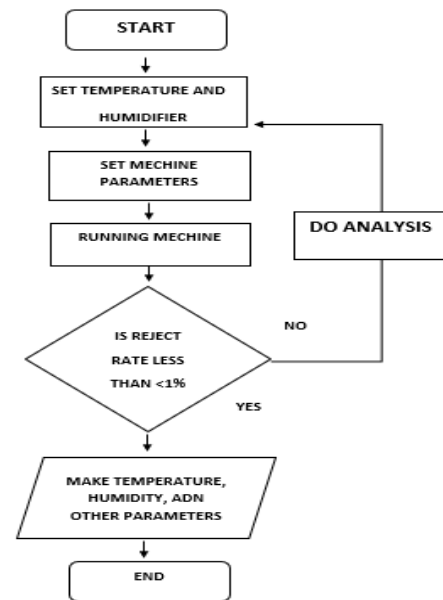 START
SET TEMPERATURE AND
HUMIDIFIER
SET MECHINE
PARAMETERS
RUNNING MECHINE
DO ANALYSIS
IS REJECT
RATE LESS
THAN <1%
NO
YES
MAKE TEMPERATURE,
HUMIDITY, ADN
OTHER PARAMETERS
END